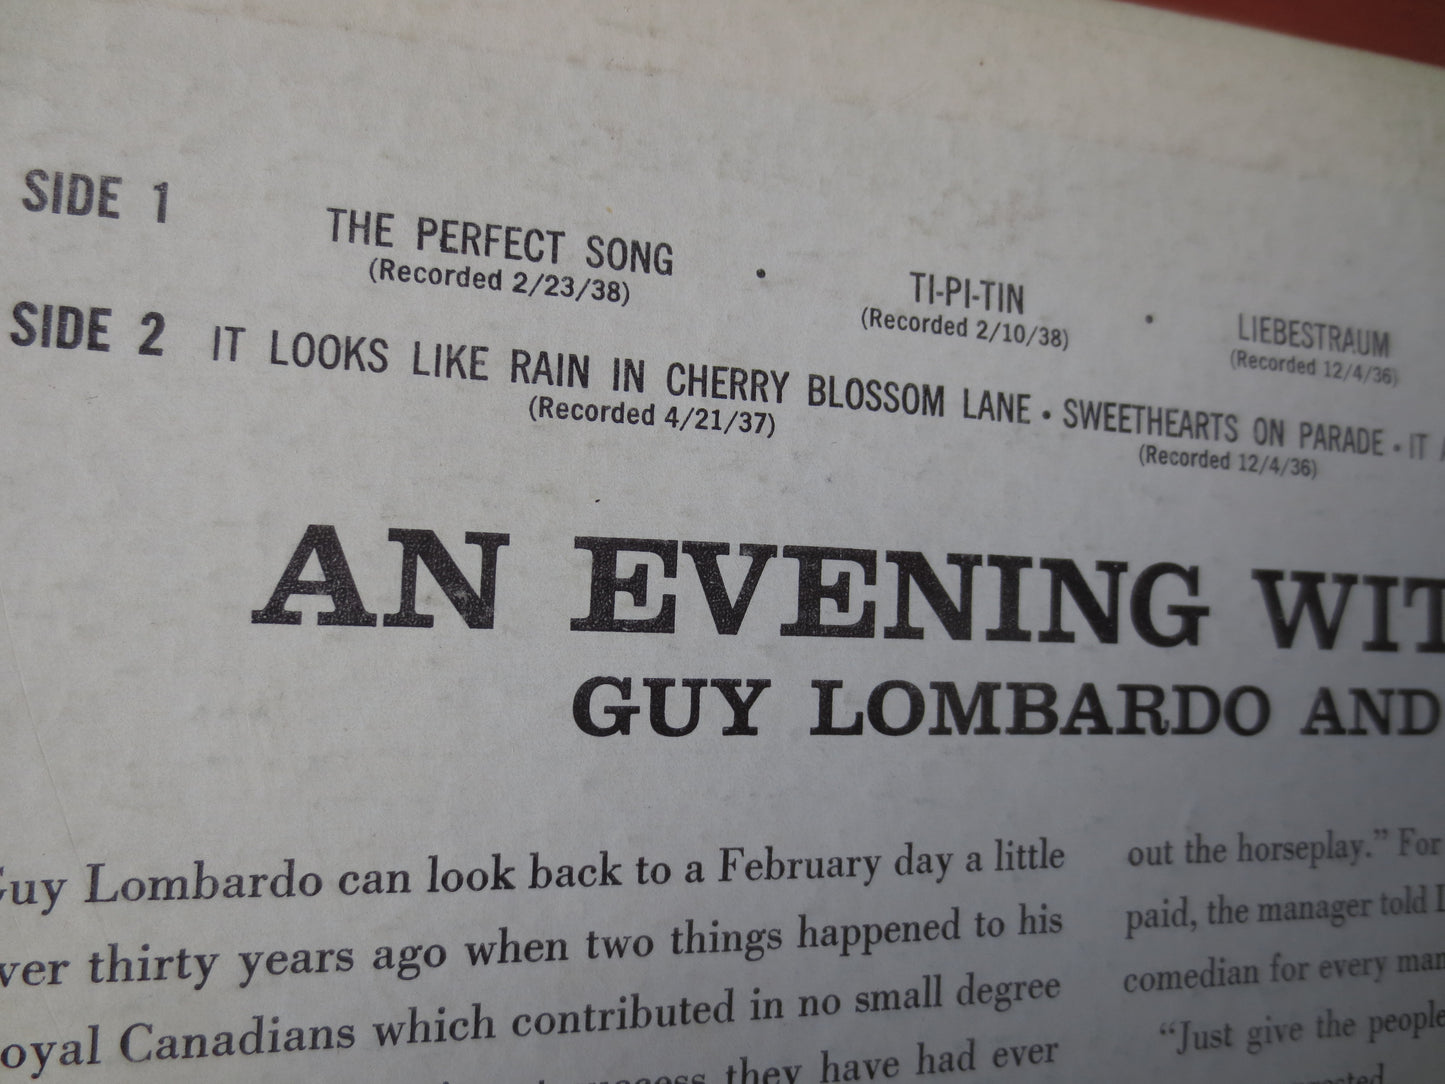 SIDE 1 THE PERFECT SONG • TI-PI-TIN • LIEBESTRAUM
(Recorded 2/23/38) (Recorded 2/10/38) (Recorded 12/4/36)
SIDE 2 IT LOOKS LIKE RAIN IN CHERRY BLOSSOM LANE • SWEETHEARTS ON PARADE • IT
(Recorded 4/21/37) (Recorded 12/4/36)
AN EVENING WIT
GUY LOMBARDO AND
Guy Lombardo can look back to a February day a little
ver thirty years ago when two things happened to his
oyal Canadians which contributed in no small degree
they have had ever
out the horseplay.” For
paid, the manager told
comedian for every man
“Just give the people